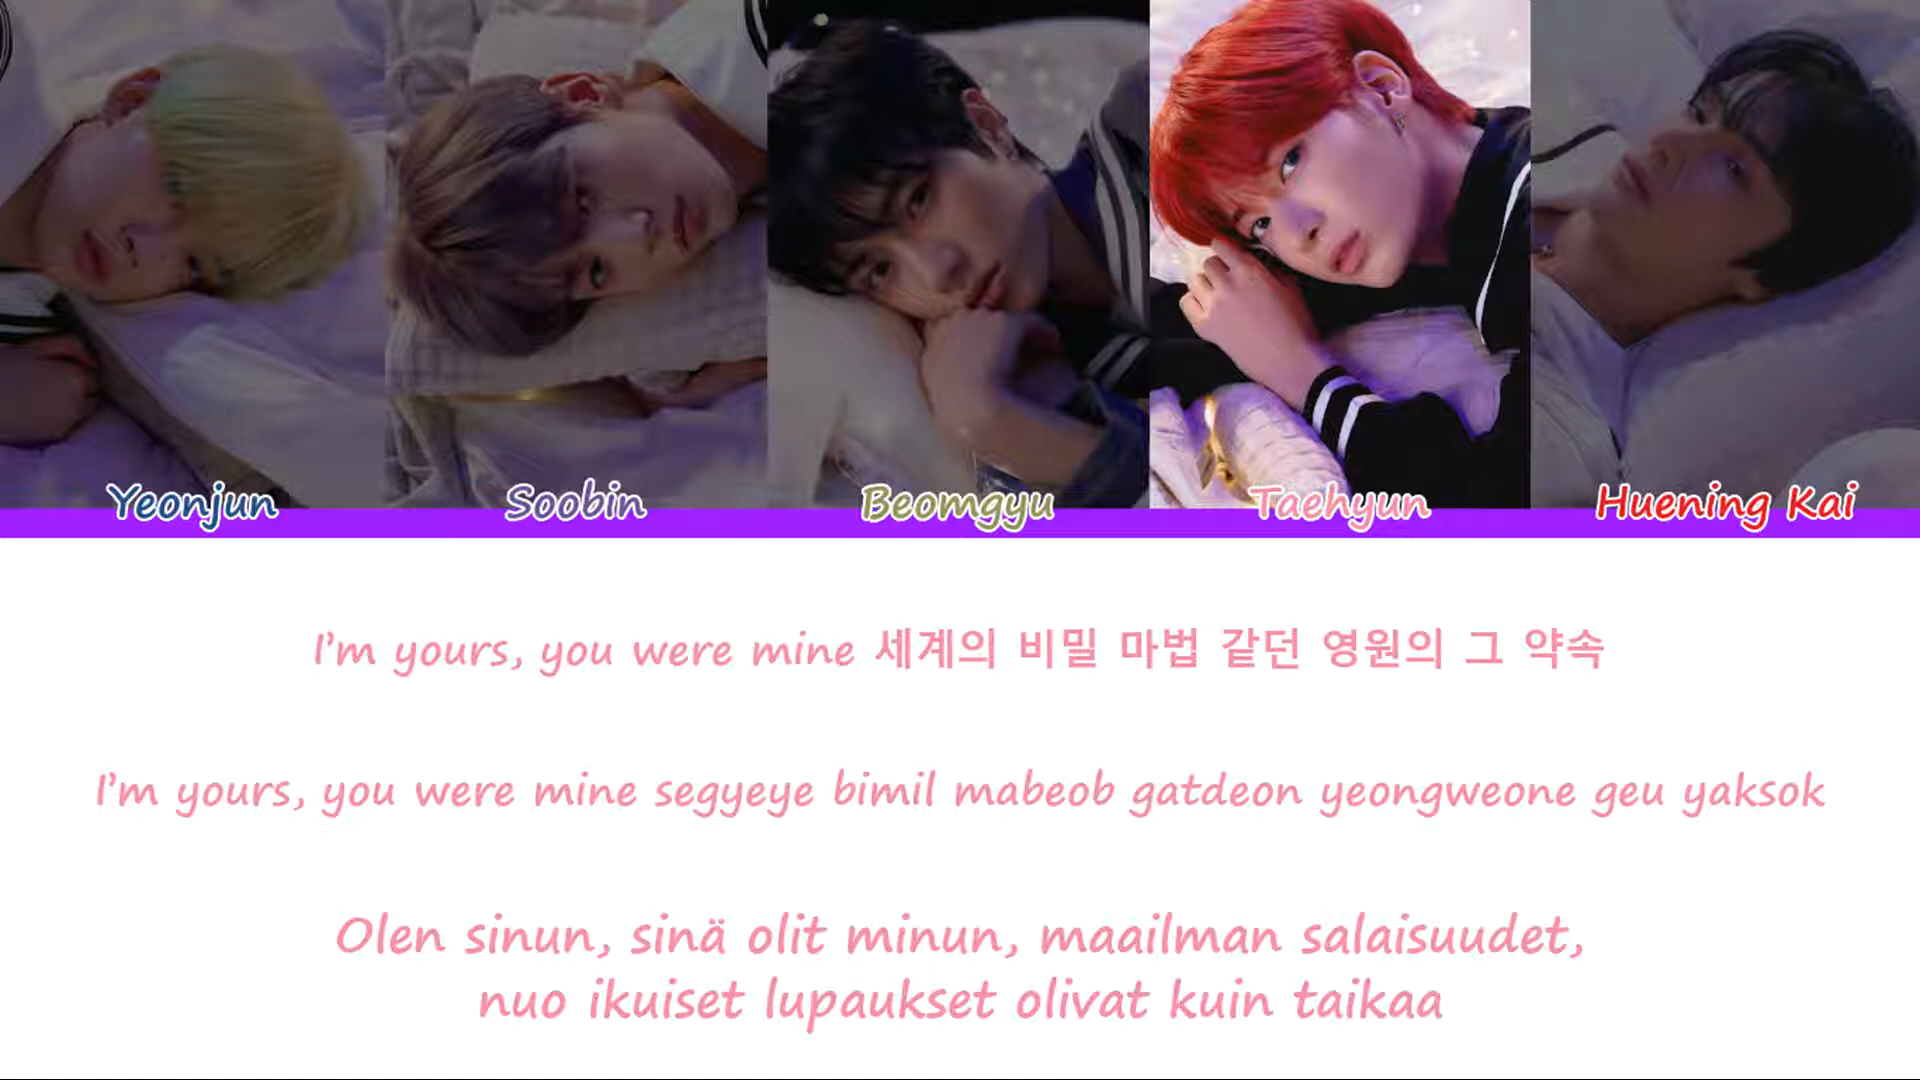 Yeonjun Soobin Beomgyu Taehyun Huening Kai
I'm yours, you were mine 세계의 비밀 마법 같던 영원의 그 약속
I'm yours, you were mine segyeye bimil mabeob gatdeon yeongweone geu yaksok
Olen sinun, sinä olit minun, maailman salaisuudet,
nuo ikuiset lupaukset olivat kuin taikaa